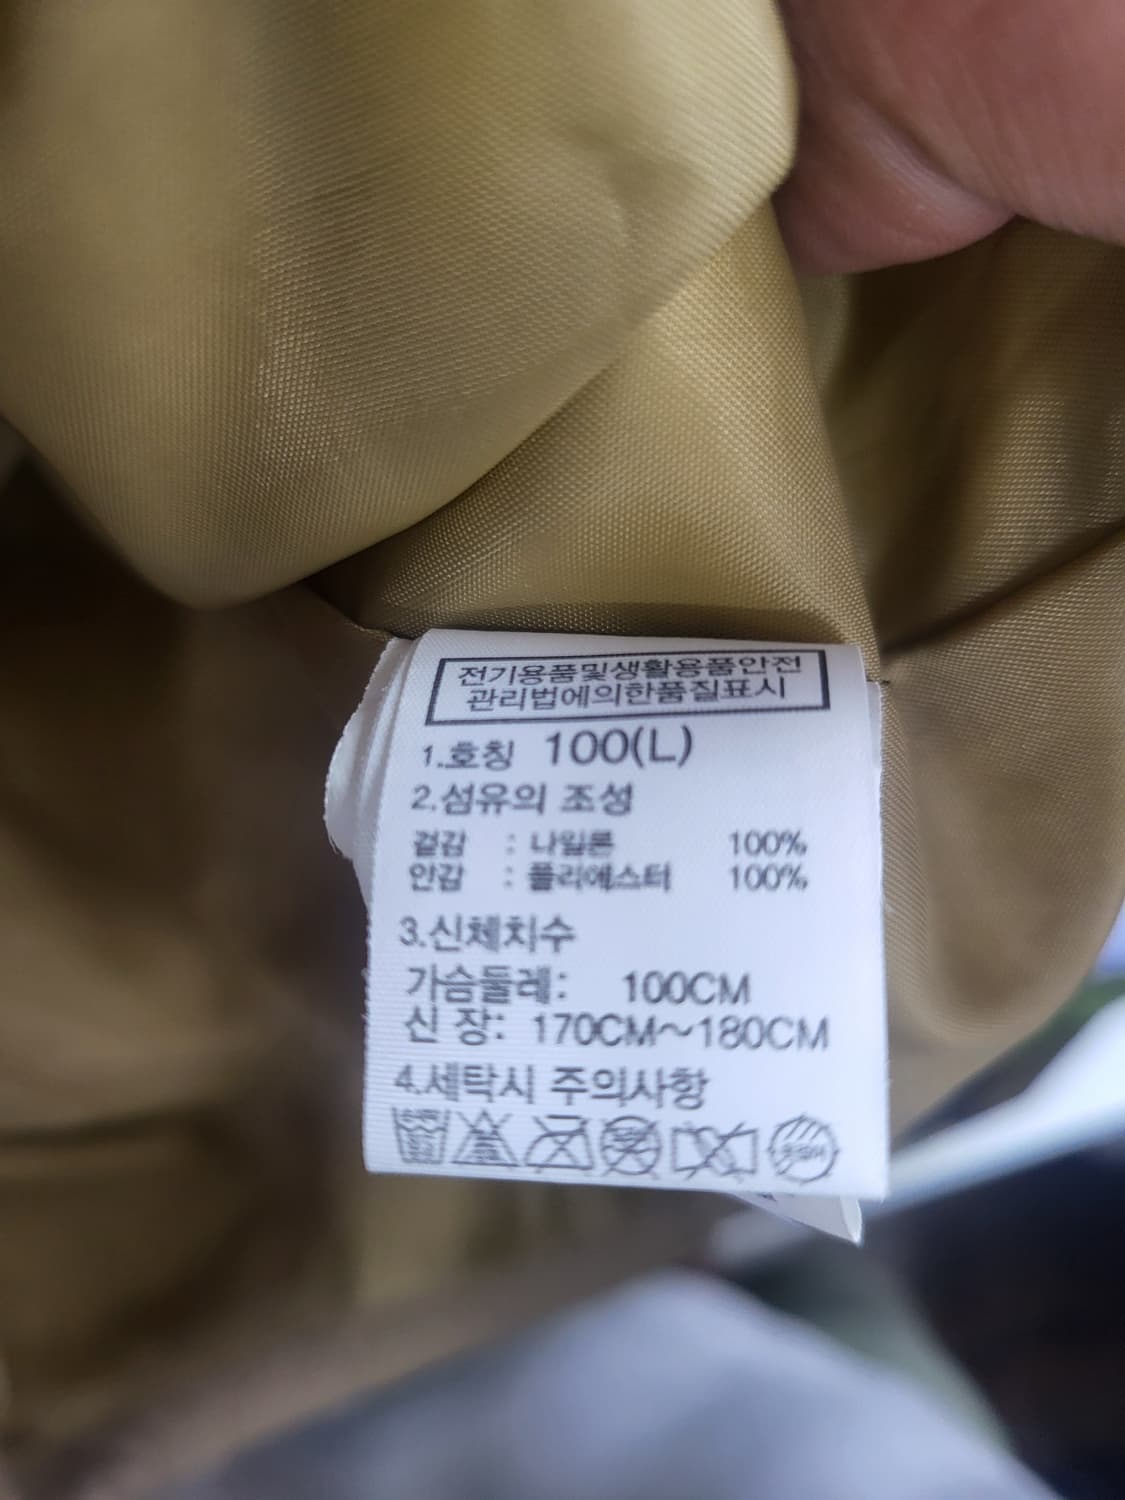 전기용품및생활용품안전
관리법에의한품질표시
1.호칭 100(L)
2.섬유의 조성
겉감 : 나일론 100%
안감 : 폴리에스터 100%
3.신체치수
가슴둘레: 100CM
신 장: 170CM~180CM
4.세탁시 주의사항